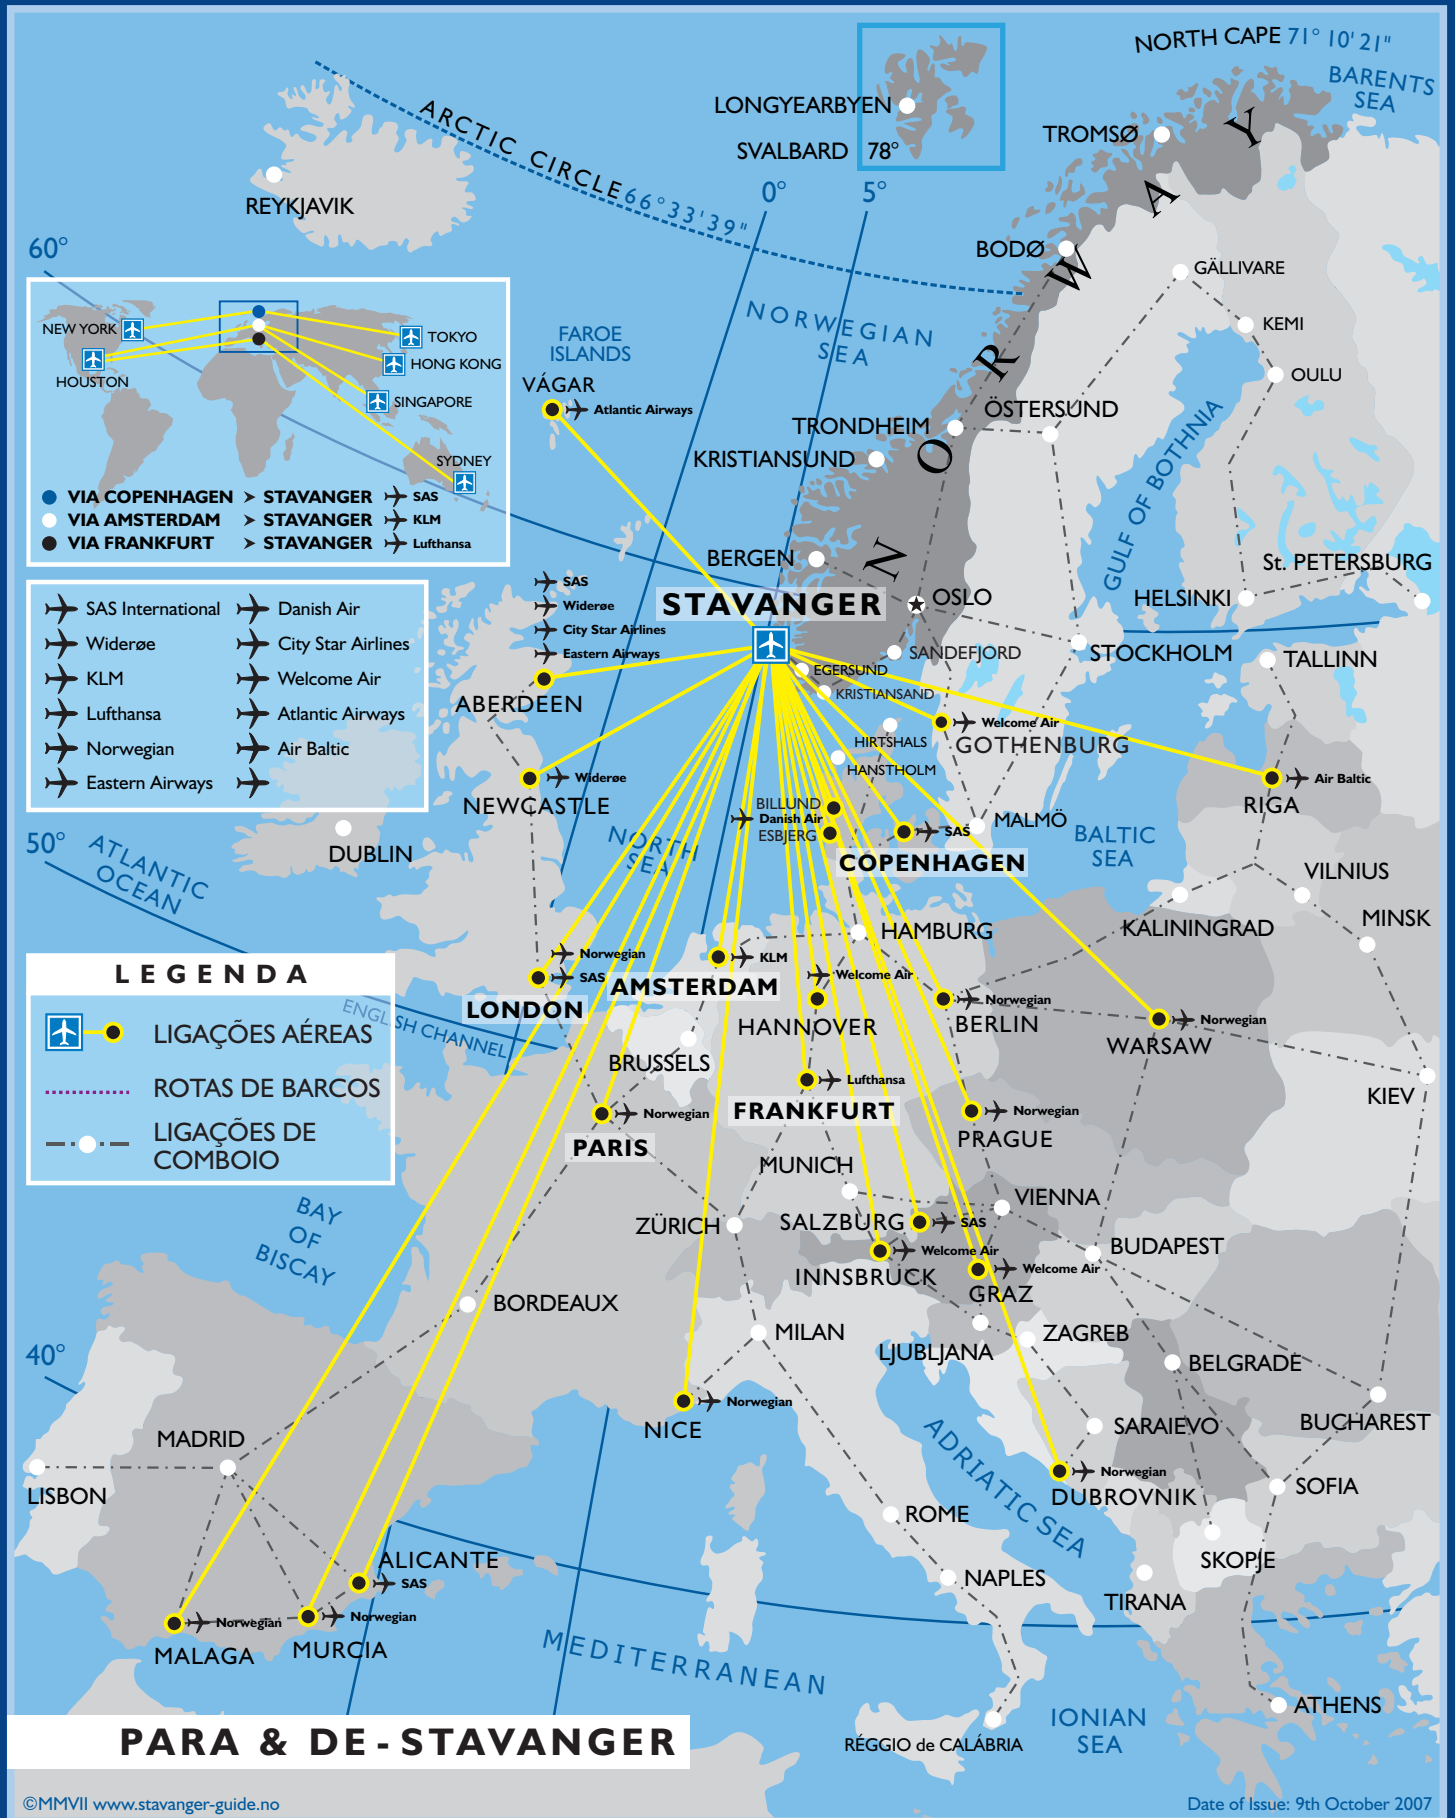 NORTH CAPE 71° 10' 21"
BARENTS
SEA
LONGYEARBYEN
SVALBARD 78°
TROMSØ
ARCTIC CIRCLE 66°33'39"
0°
5°
REYKJAVIK
60°
BODØ
GÄLLIVARE
NORWAY
NORWEGIAN
SEA
KEMI
OULU
FAROE
ISLANDS
VÁGAR
Atlantic Airways
NEW YORK
TOKYO
HONG KONG
HOUSTON
SINGAPORE
SYDNEY
VIA COPENHAGEN > STAVANGER SAS
VIA AMSTERDAM > STAVANGER KLM
VIA FRANKFURT > STAVANGER Lufthansa
ÖSTERSUND
TRONDHEIM
KRISTIANSUND
GULF OF BOTHNIA
BERGEN
St. PETERSBURG
STAVANGER
OSLO
HELSINKI
SAS
Widerøe
City Star Airlines
Eastern Airways
SAS International
Danish Air
Widerøe
City Star Airlines
KLM
Welcome Air
Lufthansa
Atlantic Airways
Norwegian
Air Baltic
Eastern Airways
ABERDEEN
EGERSUND
SANDEFJORD
STOCKHOLM
TALLINN
KRISTIANSAND
Welcome Air
GOTHENBURG
HIRTSHALS
HANSTHOLM
Widerøe
NEWCASTLE
Air Baltic
RIGA
BILLUND
Danish Air
ESBJERG
SAS
MALMÖ
COPENHAGEN
BALTIC
SEA
NORTH
SEA
DUBLIN
50°
ATLANTIC
OCEAN
VILNIUS
MINSK
KALININGRAD
HAMBURG
Norwegian
SAS
LONDON
KLM
AMSTERDAM
Welcome Air
HANNOVER
Norwegian
BERLIN
Norwegian
WARSAW
ENGLISH CHANNEL
BRUSSELS
KIEV
LEGENDA
LIGAÇÕES AÉREAS
ROTAS DE BARCOS
LIGAÇÕES DE
COMBOIO
Lufthansa
FRANKFURT
Norwegian
PARIS
Norwegian
PRAGUE
MUNICH
VIENNA
ZÜRICH
SALZBURG
SAS
Welcome Air
INNSBRUCK
Welcome Air
GRAZ
BUDAPEST
BAY
OF
BISCAY
BORDEAUX
MILAN
LJUBLJANA
ZAGREB
BELGRADE
40°
Norwegian
NICE
BUCHAREST
SARAIEVO
MADRID
ADRIATIC SEA
Norwegian
DUBROVNIK
SOFIA
LISBON
ROME
SKOPJE
ALICANTE
SAS
NAPLES
TIRANA
Norwegian
MALAGA
Norwegian
MURCIA
MEDITERRANEAN
ATHENS
IONIAN
SEA
RÉGGIO de CALÁBRIA
PARA & DE - STAVANGER
©MMVII www.stavanger-guide.no
Date of Issue: 9th October 2007